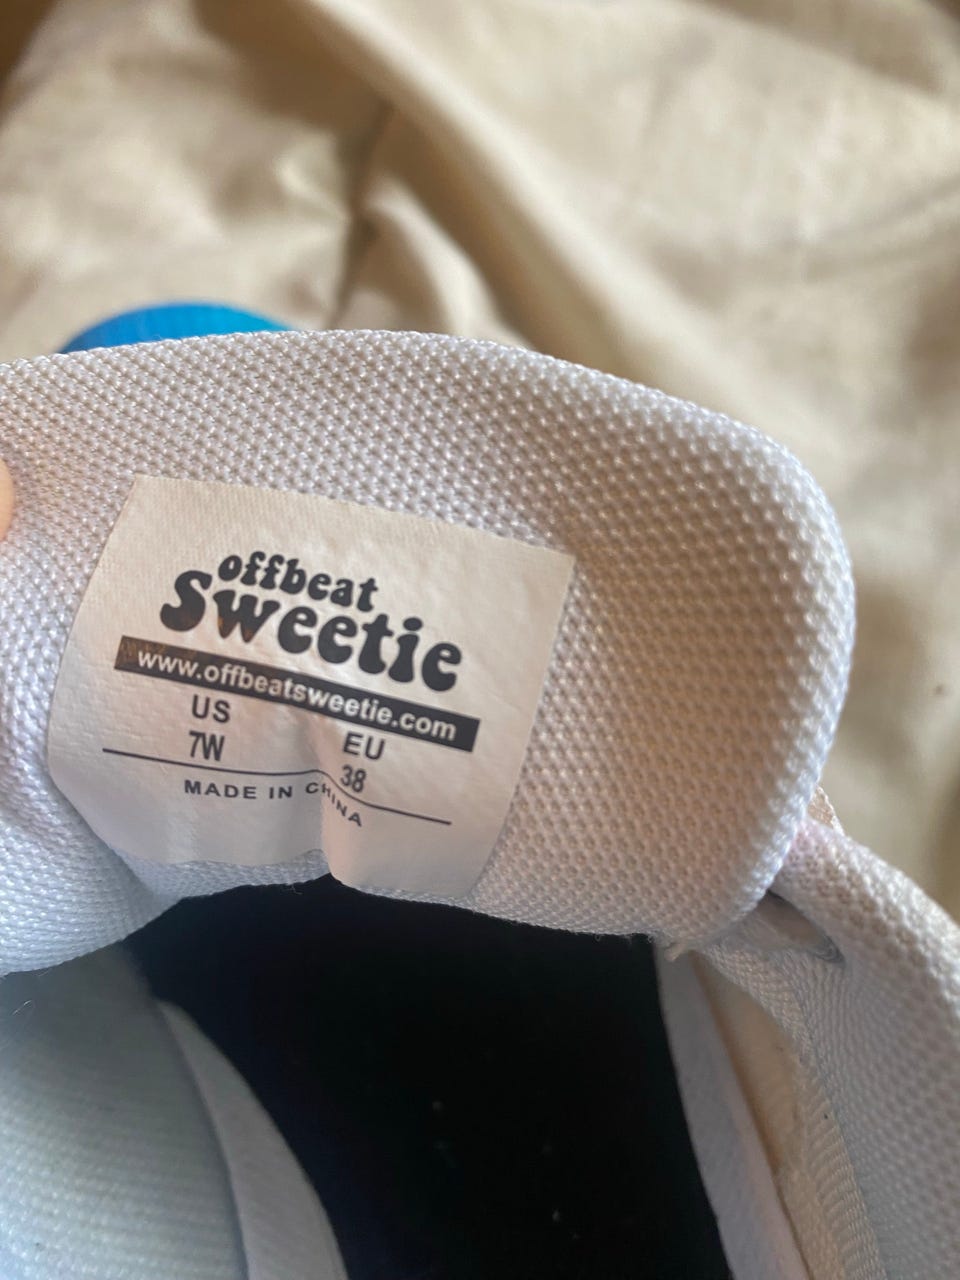 offbeat
Sweetie
www.offbeatsweetie.com
US EU
7W 38
MADE IN CHINA